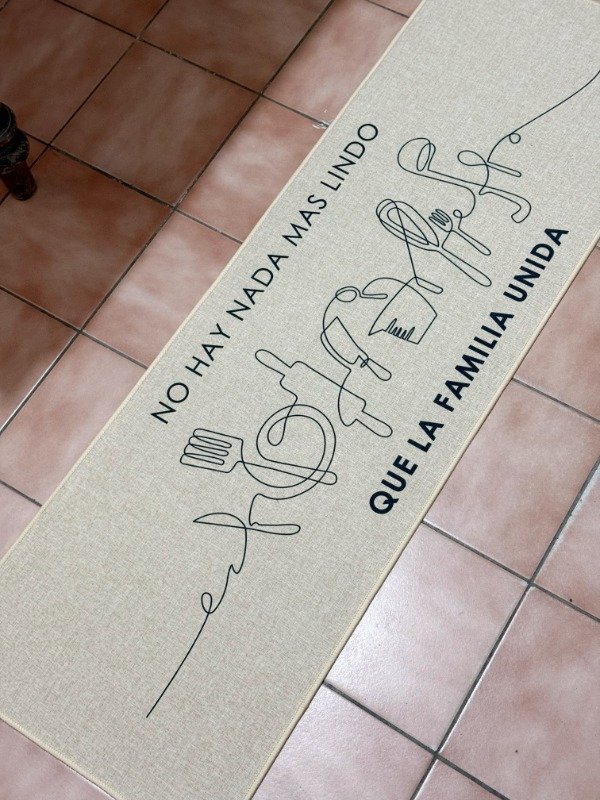 NO HAY NADA MAS LINDO
QUE LA FAMILIA UNIDA